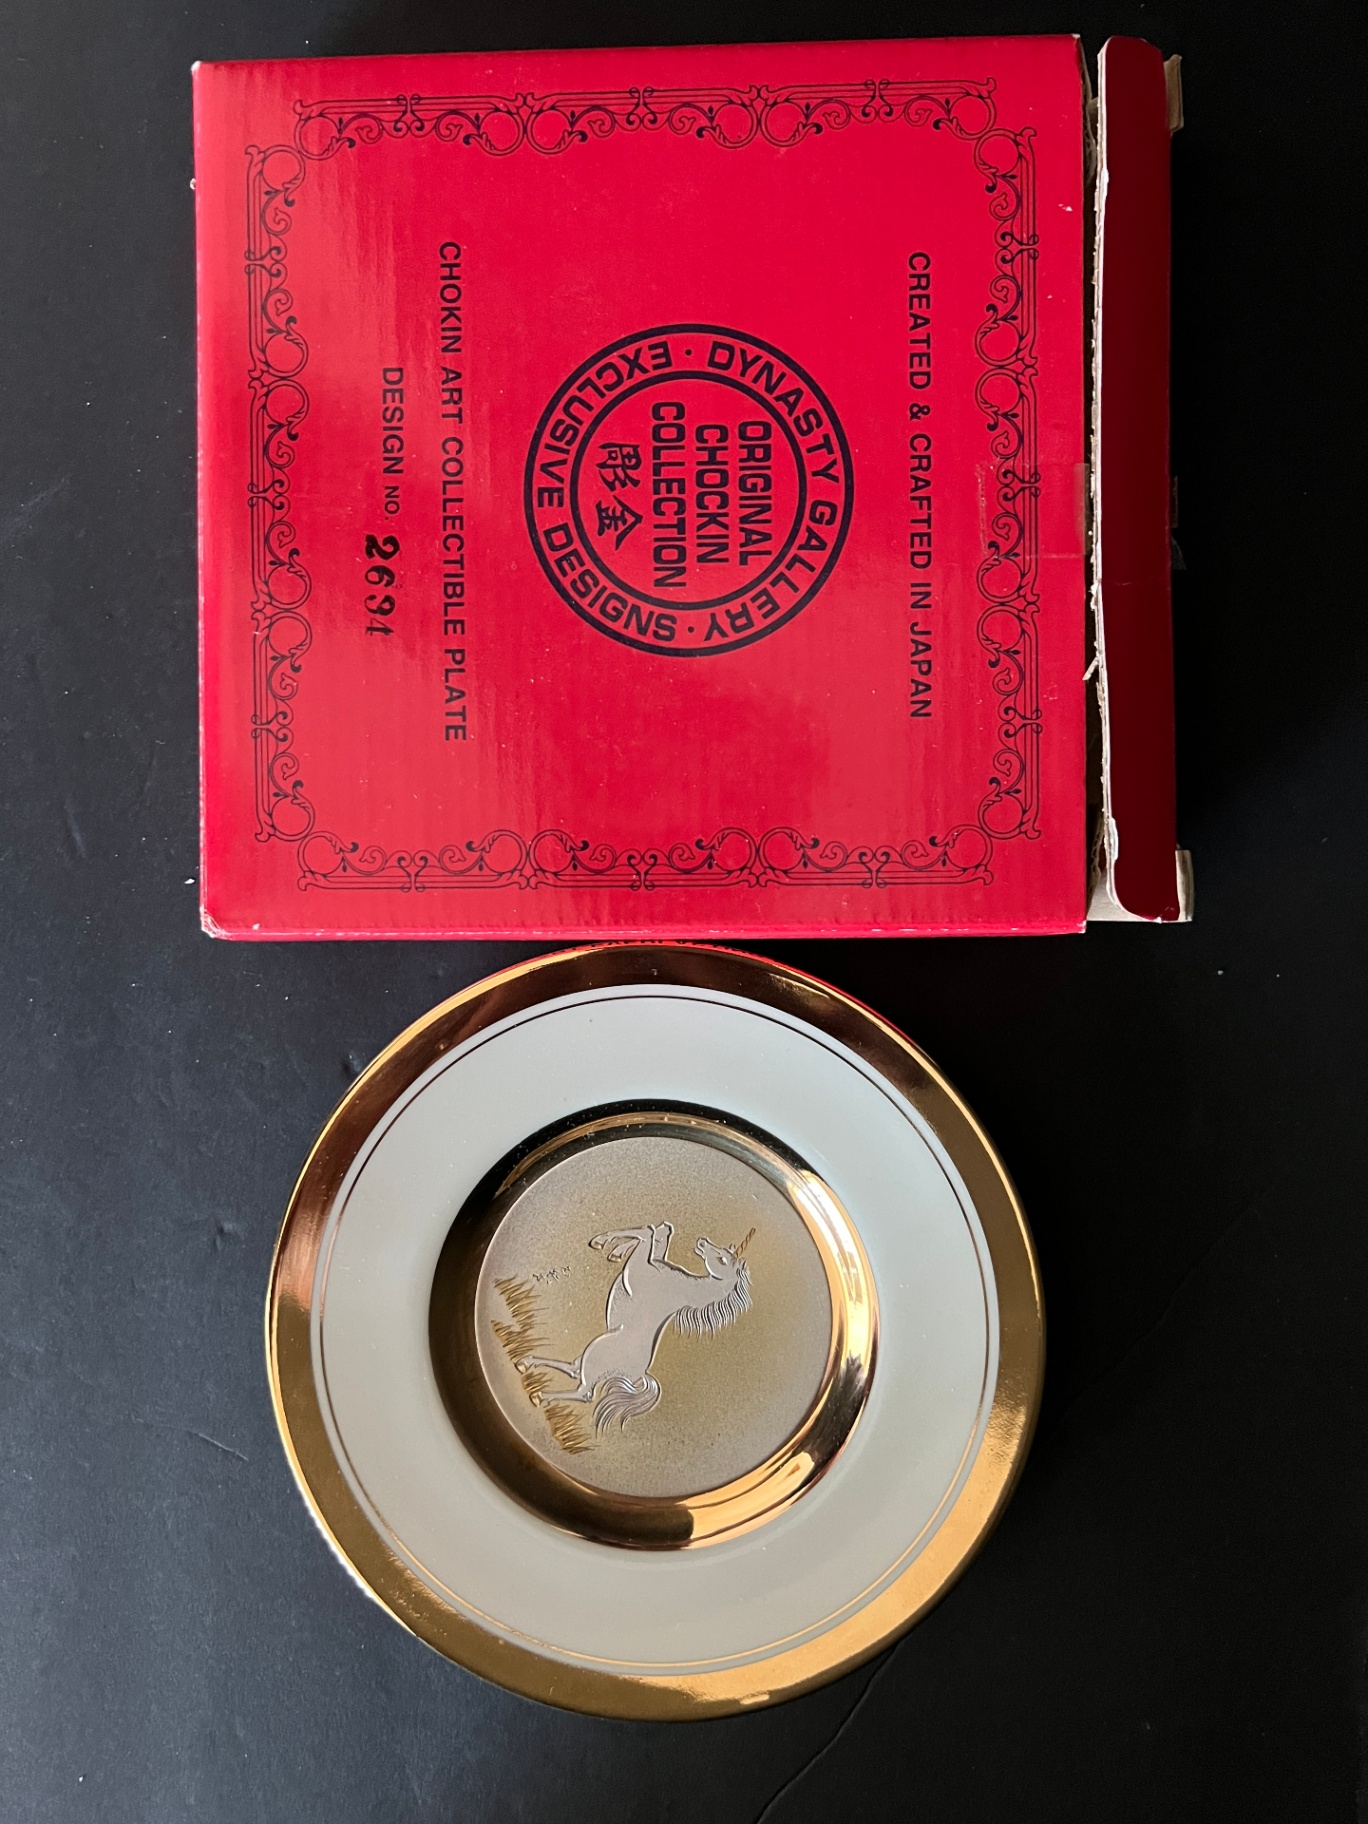 CREATED & CRAFTED IN JAPAN
DYNASTY GALLERY · EXCLUSIVE DESIGNS ·
ORIGINAL
CHOCKIN
COLLECTION
彫金
CHOKIN ART COLLECTIBLE PLATE
DESIGN NO. 2694